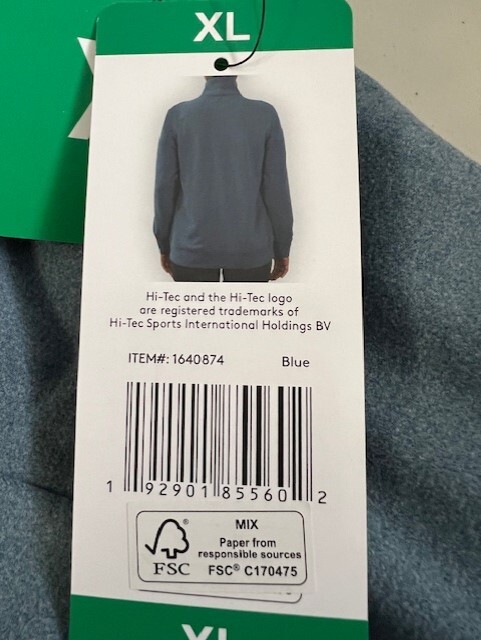 XL
Hi-Tec and the Hi-Tec logo
are registered trademarks of
Hi-Tec Sports International Holdings BV
ITEM#: 1640874 Blue
1 92901 85560 2
MIX
Paper from
responsible sources
FSC® C170475
®
FSC
XL